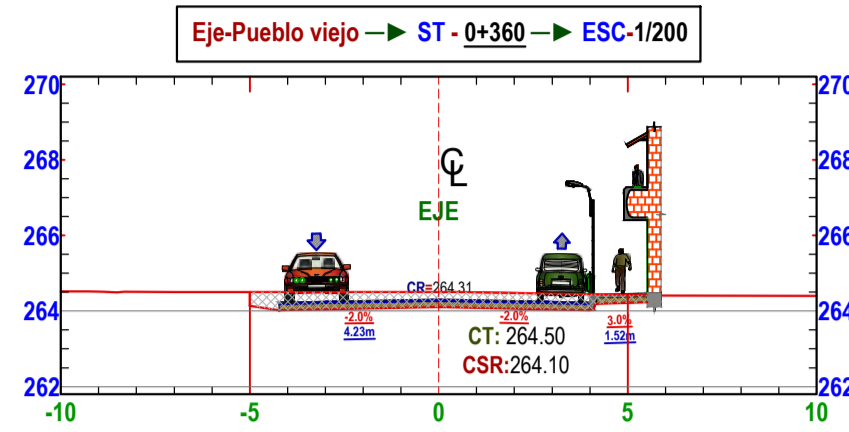 Eje-Pueblo viejo ST - 0+360 ESC-1/200
270 270
268 268
CL
EJE
266 266
CR=264.31
264 264
-2.0% -2.0% 3.0%
4.23m 1.52m
CT: 264.50
CSR:264.10
262 262
-10 -5 0 5 10